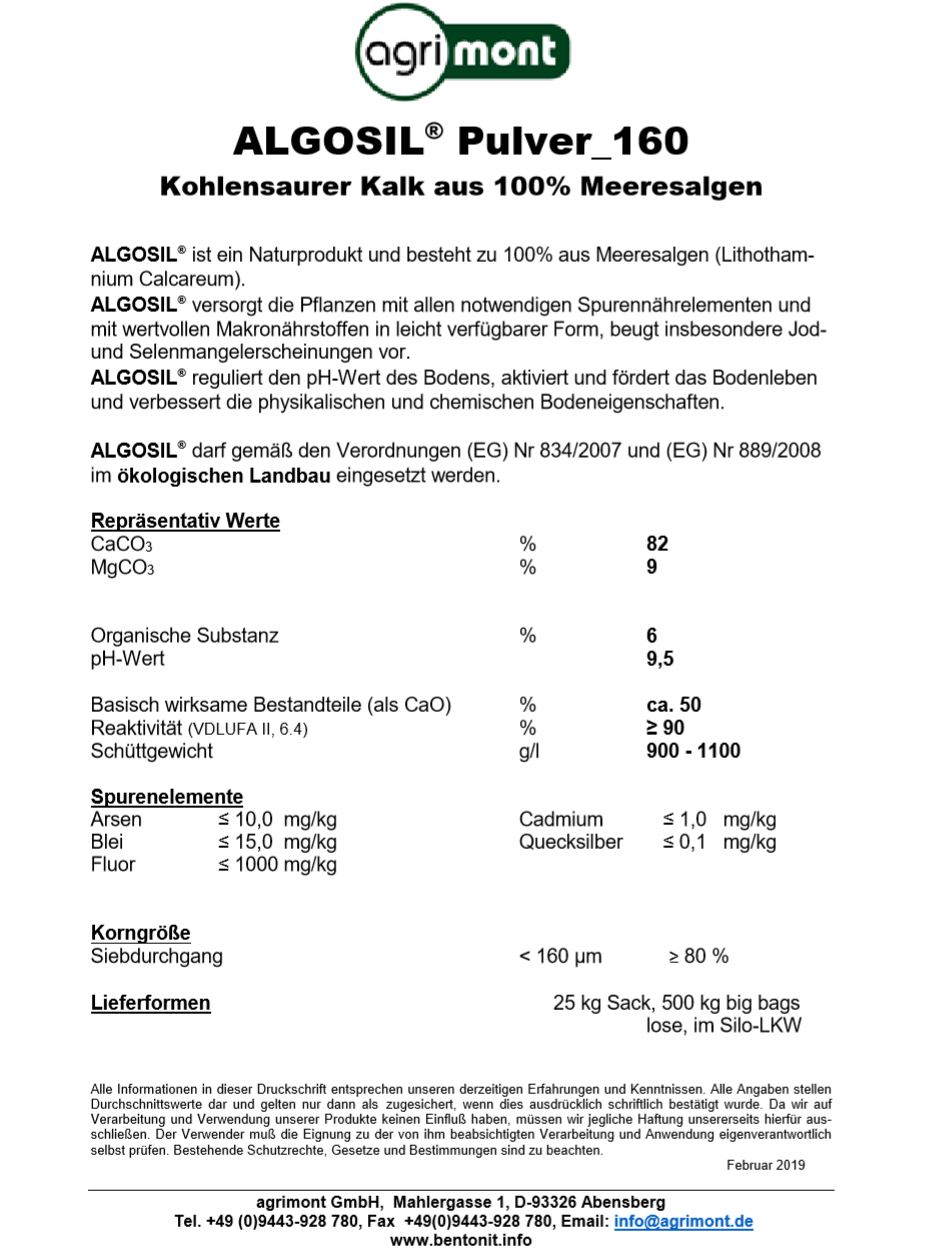 agrimont
ALGOSIL® Pulver_160
Kohlensaurer Kalk aus 100% Meeresalgen
ALGOSIL® ist ein Naturprodukt und besteht zu 100% aus Meeresalgen (Lithotham-
nium Calcareum).
ALGOSIL® versorgt die Pflanzen mit allen notwendigen Spurennährelementen und
mit wertvollen Makronährstoffen in leicht verfügbarer Form, beugt insbesondere Jod-
und Selenmangelerscheinungen vor.
ALGOSIL® reguliert den pH-Wert des Bodens, aktiviert und fördert das Bodenleben
und verbessert die physikalischen und chemischen Bodeneigenschaften.
ALGOSIL® darf gemäß den Verordnungen (EG) Nr 834/2007 und (EG) Nr 889/2008
im ökologischen Landbau eingesetzt werden.
Repräsentativ Werte
CaCO₃ % 82
MgCO₃ % 9
Organische Substanz % 6
pH-Wert 9,5
Basisch wirksame Bestandteile (als CaO) % ca. 50
Reaktivität (VDLUFA II, 6.4) % ≥ 90
Schüttgewicht g/l 900 - 1100
Spurenelemente
Arsen ≤ 10,0 mg/kg Cadmium ≤ 1,0 mg/kg
Blei ≤ 15,0 mg/kg Quecksilber ≤ 0,1 mg/kg
Fluor ≤ 1000 mg/kg
Korngröße
Siebdurchgang < 160 µm ≥ 80 %
Lieferformen 25 kg Sack, 500 kg big bags
lose, im Silo-LKW
Alle Informationen in dieser Druckschrift entsprechen unseren derzeitigen Erfahrungen und Kenntnissen. Alle Angaben stellen
Durchschnittswerte dar und gelten nur dann als zugesichert, wenn dies ausdrücklich schriftlich bestätigt wurde. Da wir auf
Verarbeitung und Verwendung unserer Produkte keinen Einfluß haben, müssen wir jegliche Haftung unsererseits hierfür aus-
schließen. Der Verwender muß die Eignung zu der von ihm beabsichtigten Verarbeitung und Anwendung eigenverantwortlich
selbst prüfen. Bestehende Schutzrechte, Gesetze und Bestimmungen sind zu beachten.
Februar 2019
agrimont GmbH, Mahlergasse 1, D-93326 Abensberg
Tel. +49 (0)9443-928 780, Fax +49(0)9443-928 780, Email: info@agrimont.de
www.bentonit.info